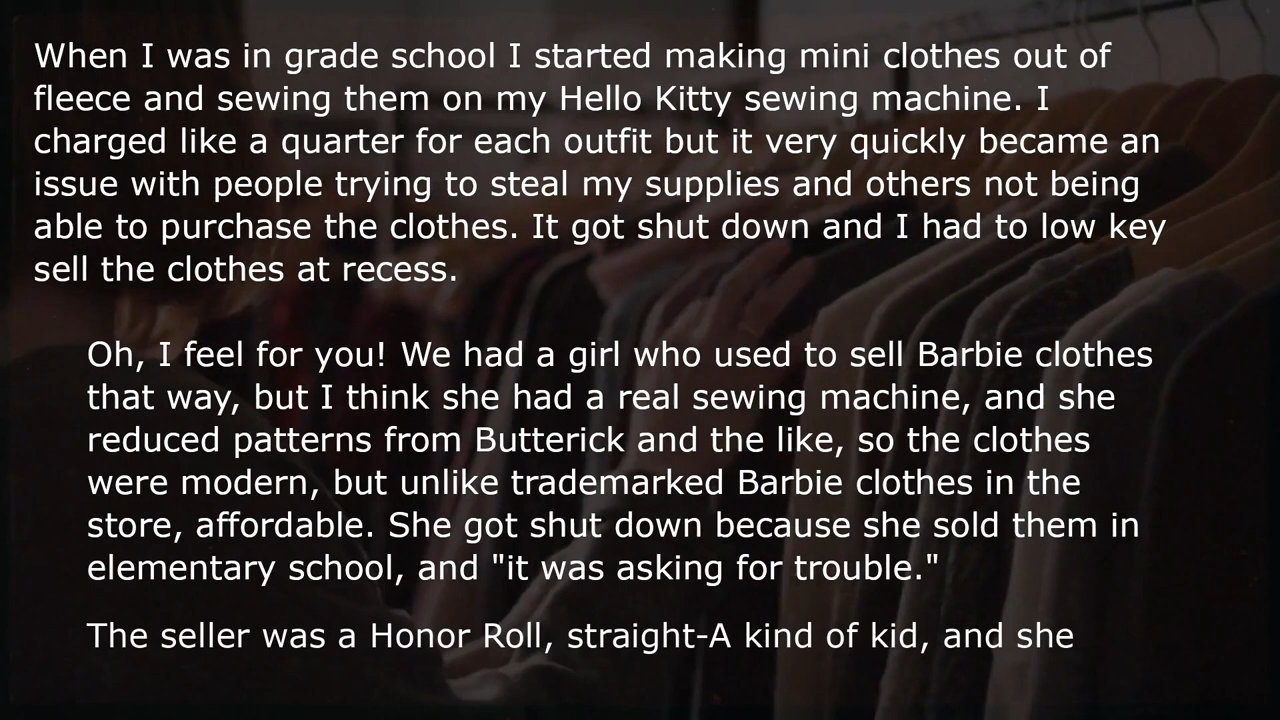 When I was in grade school I started making mini clothes out of
fleece and sewing them on my Hello Kitty sewing machine. I
charged like a quarter for each outfit but it very quickly became an
issue with people trying to steal my supplies and others not being
able to purchase the clothes. It got shut down and I had to low key
sell the clothes at recess.
Oh, I feel for you! We had a girl who used to sell Barbie clothes
that way, but I think she had a real sewing machine, and she
reduced patterns from Butterick and the like, so the clothes
were modern, but unlike trademarked Barbie clothes in the
store, affordable. She got shut down because she sold them in
elementary school, and "it was asking for trouble."
The seller was a Honor Roll, straight-A kind of kid, and she